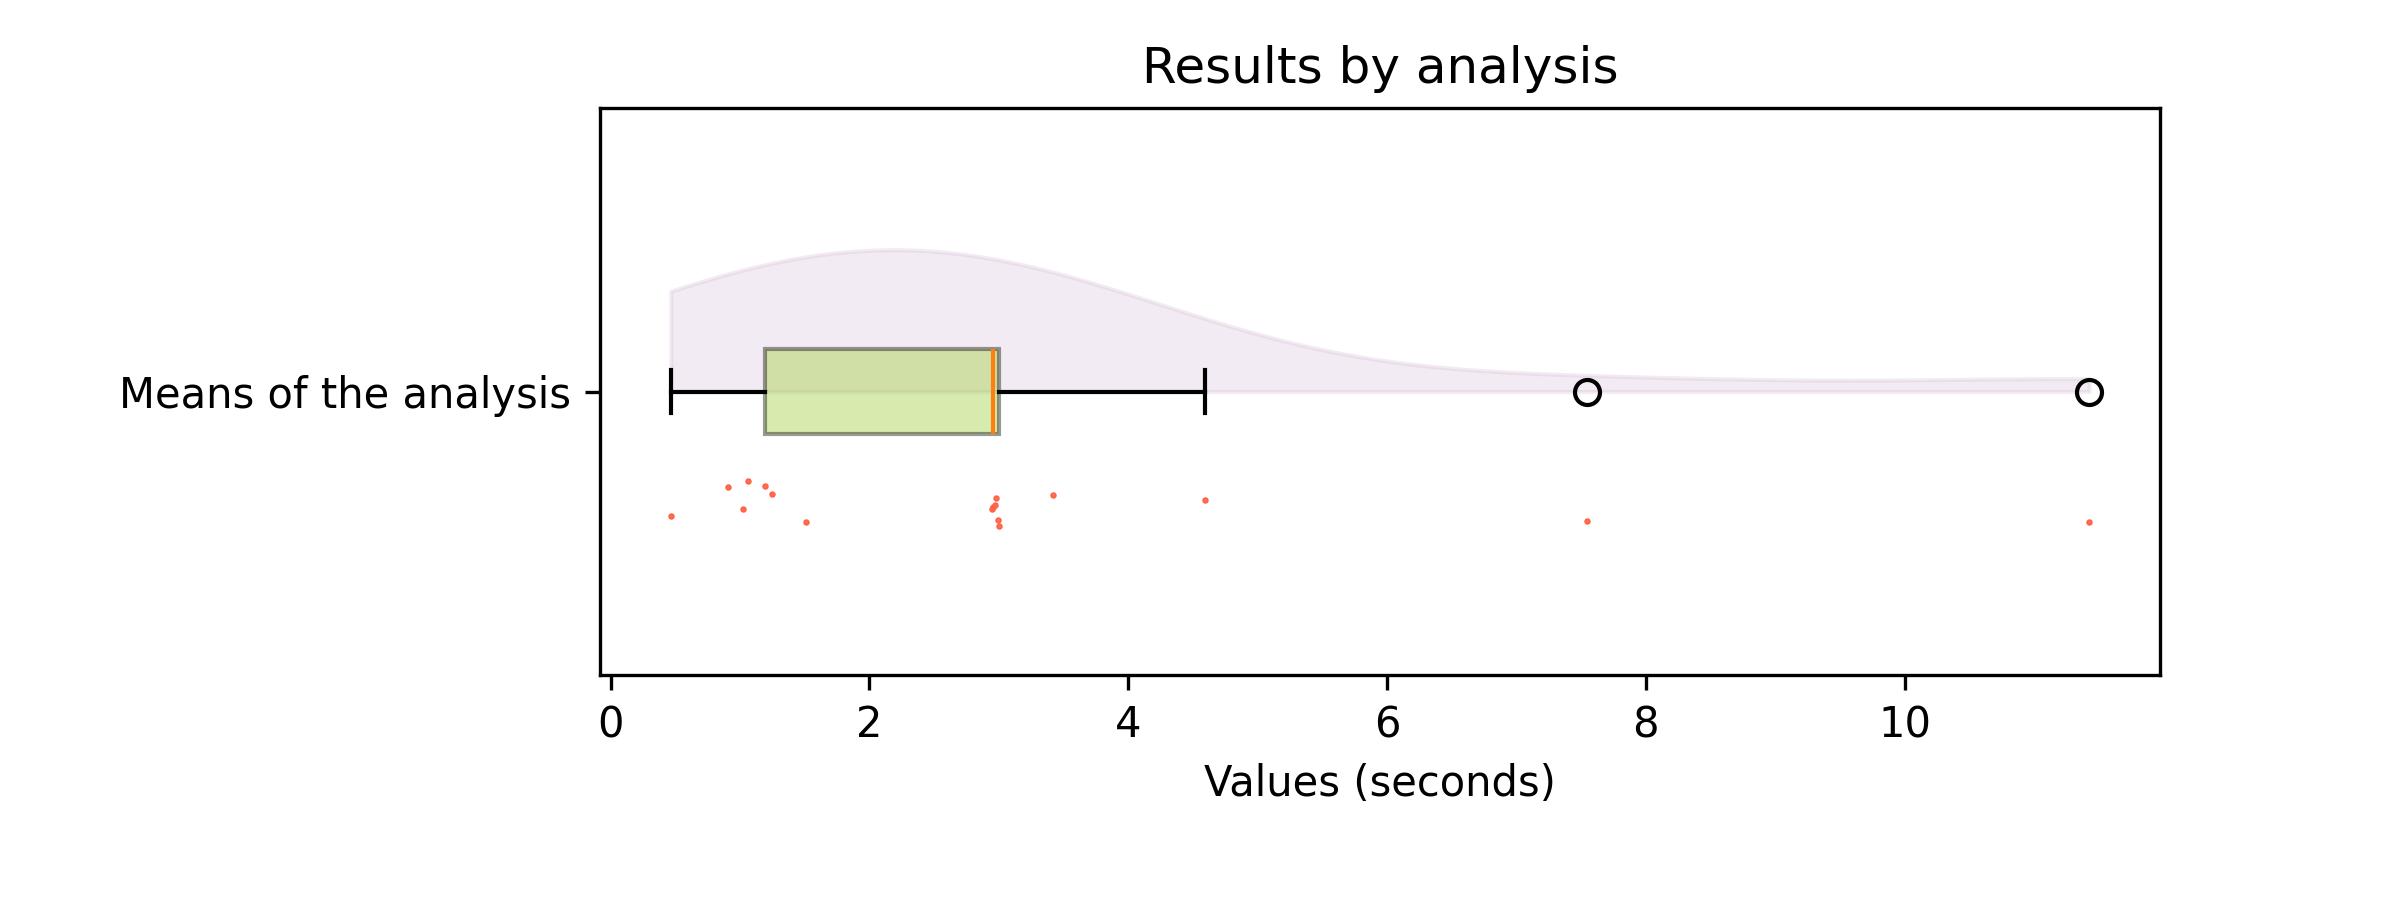 Results by analysis
Means of the analysis
0 2 4 6 8 10
Values (seconds)